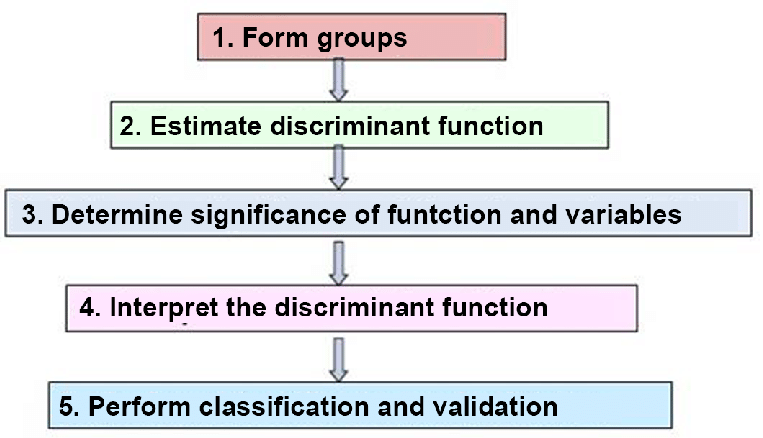 1. Form groups
2. Estimate discriminant function
3. Determine significance of funtction and variables
4. Interpret the discriminant function
5. Perform classification and validation